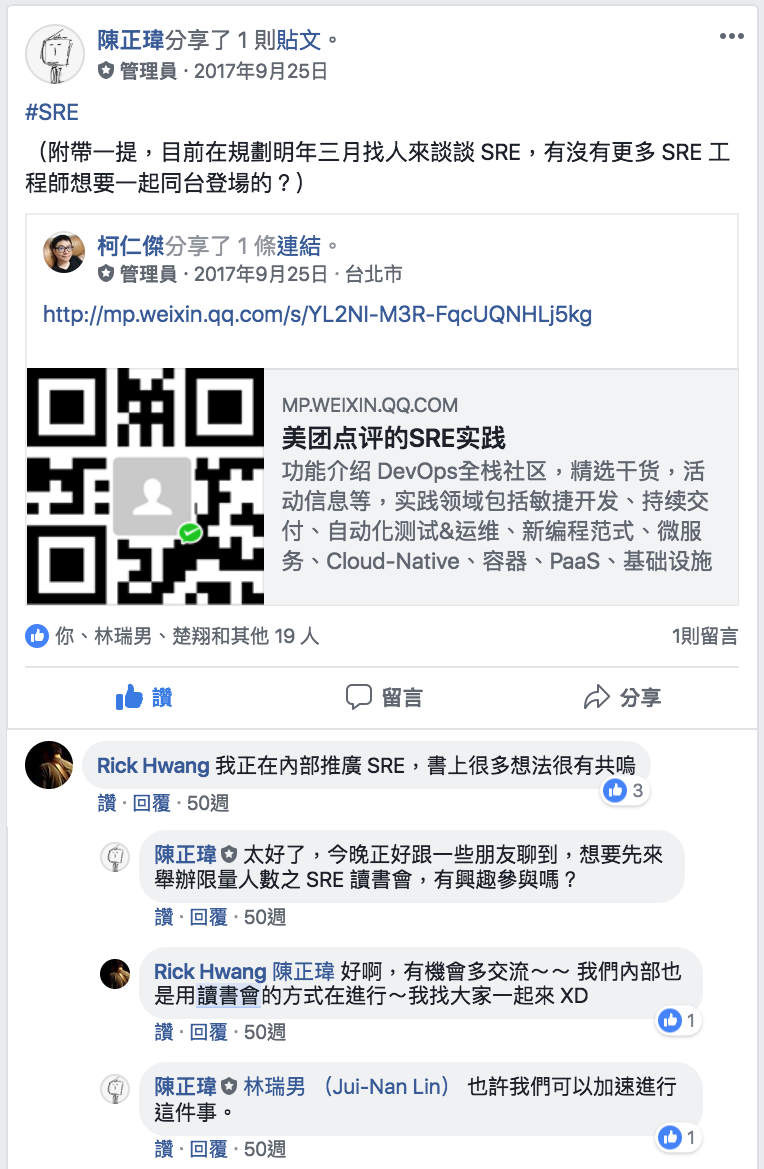 陳正瑋分享了 1 則貼文。
管理員 · 2017年9月25日
#SRE
（附帶一提，目前在規劃明年三月找人來談談 SRE，有沒有更多 SRE 工
程師想要一起同台登場的？）
柯仁傑分享了 1 條連結。
管理員 · 2017年9月25日 · 台北市
http://mp.weixin.qq.com/s/YL2NI-M3R-FqcUQNHLj5kg
MP.WEIXIN.QQ.COM
美团点评的SRE实践
功能介绍 DevOps全栈社区，精选干货，活
动信息等，实践领域包括敏捷开发、持续交
付、自动化测试&运维、新编程范式、微服
务、Cloud-Native、容器、PaaS、基础设施
你、林瑞男、楚翔和其他 19 人
1則留言
讚
留言
分享
Rick Hwang 我正在內部推廣 SRE，書上很多想法很有共嗚
3
讚 · 回覆 · 50週
陳正瑋 太好了，今晚正好跟一些朋友聊到，想要先來
舉辦限量人數之 SRE 讀書會，有興趣參與嗎？
讚 · 回覆 · 50週
Rick Hwang 陳正瑋 好啊，有機會多交流～～ 我們內部也
是用讀書會的方式在進行～我找大家一起來 XD
1
讚 · 回覆 · 50週
陳正瑋 林瑞男 （Jui-Nan Lin） 也許我們可以加速進行
這件事。
1
讚 · 回覆 · 50週